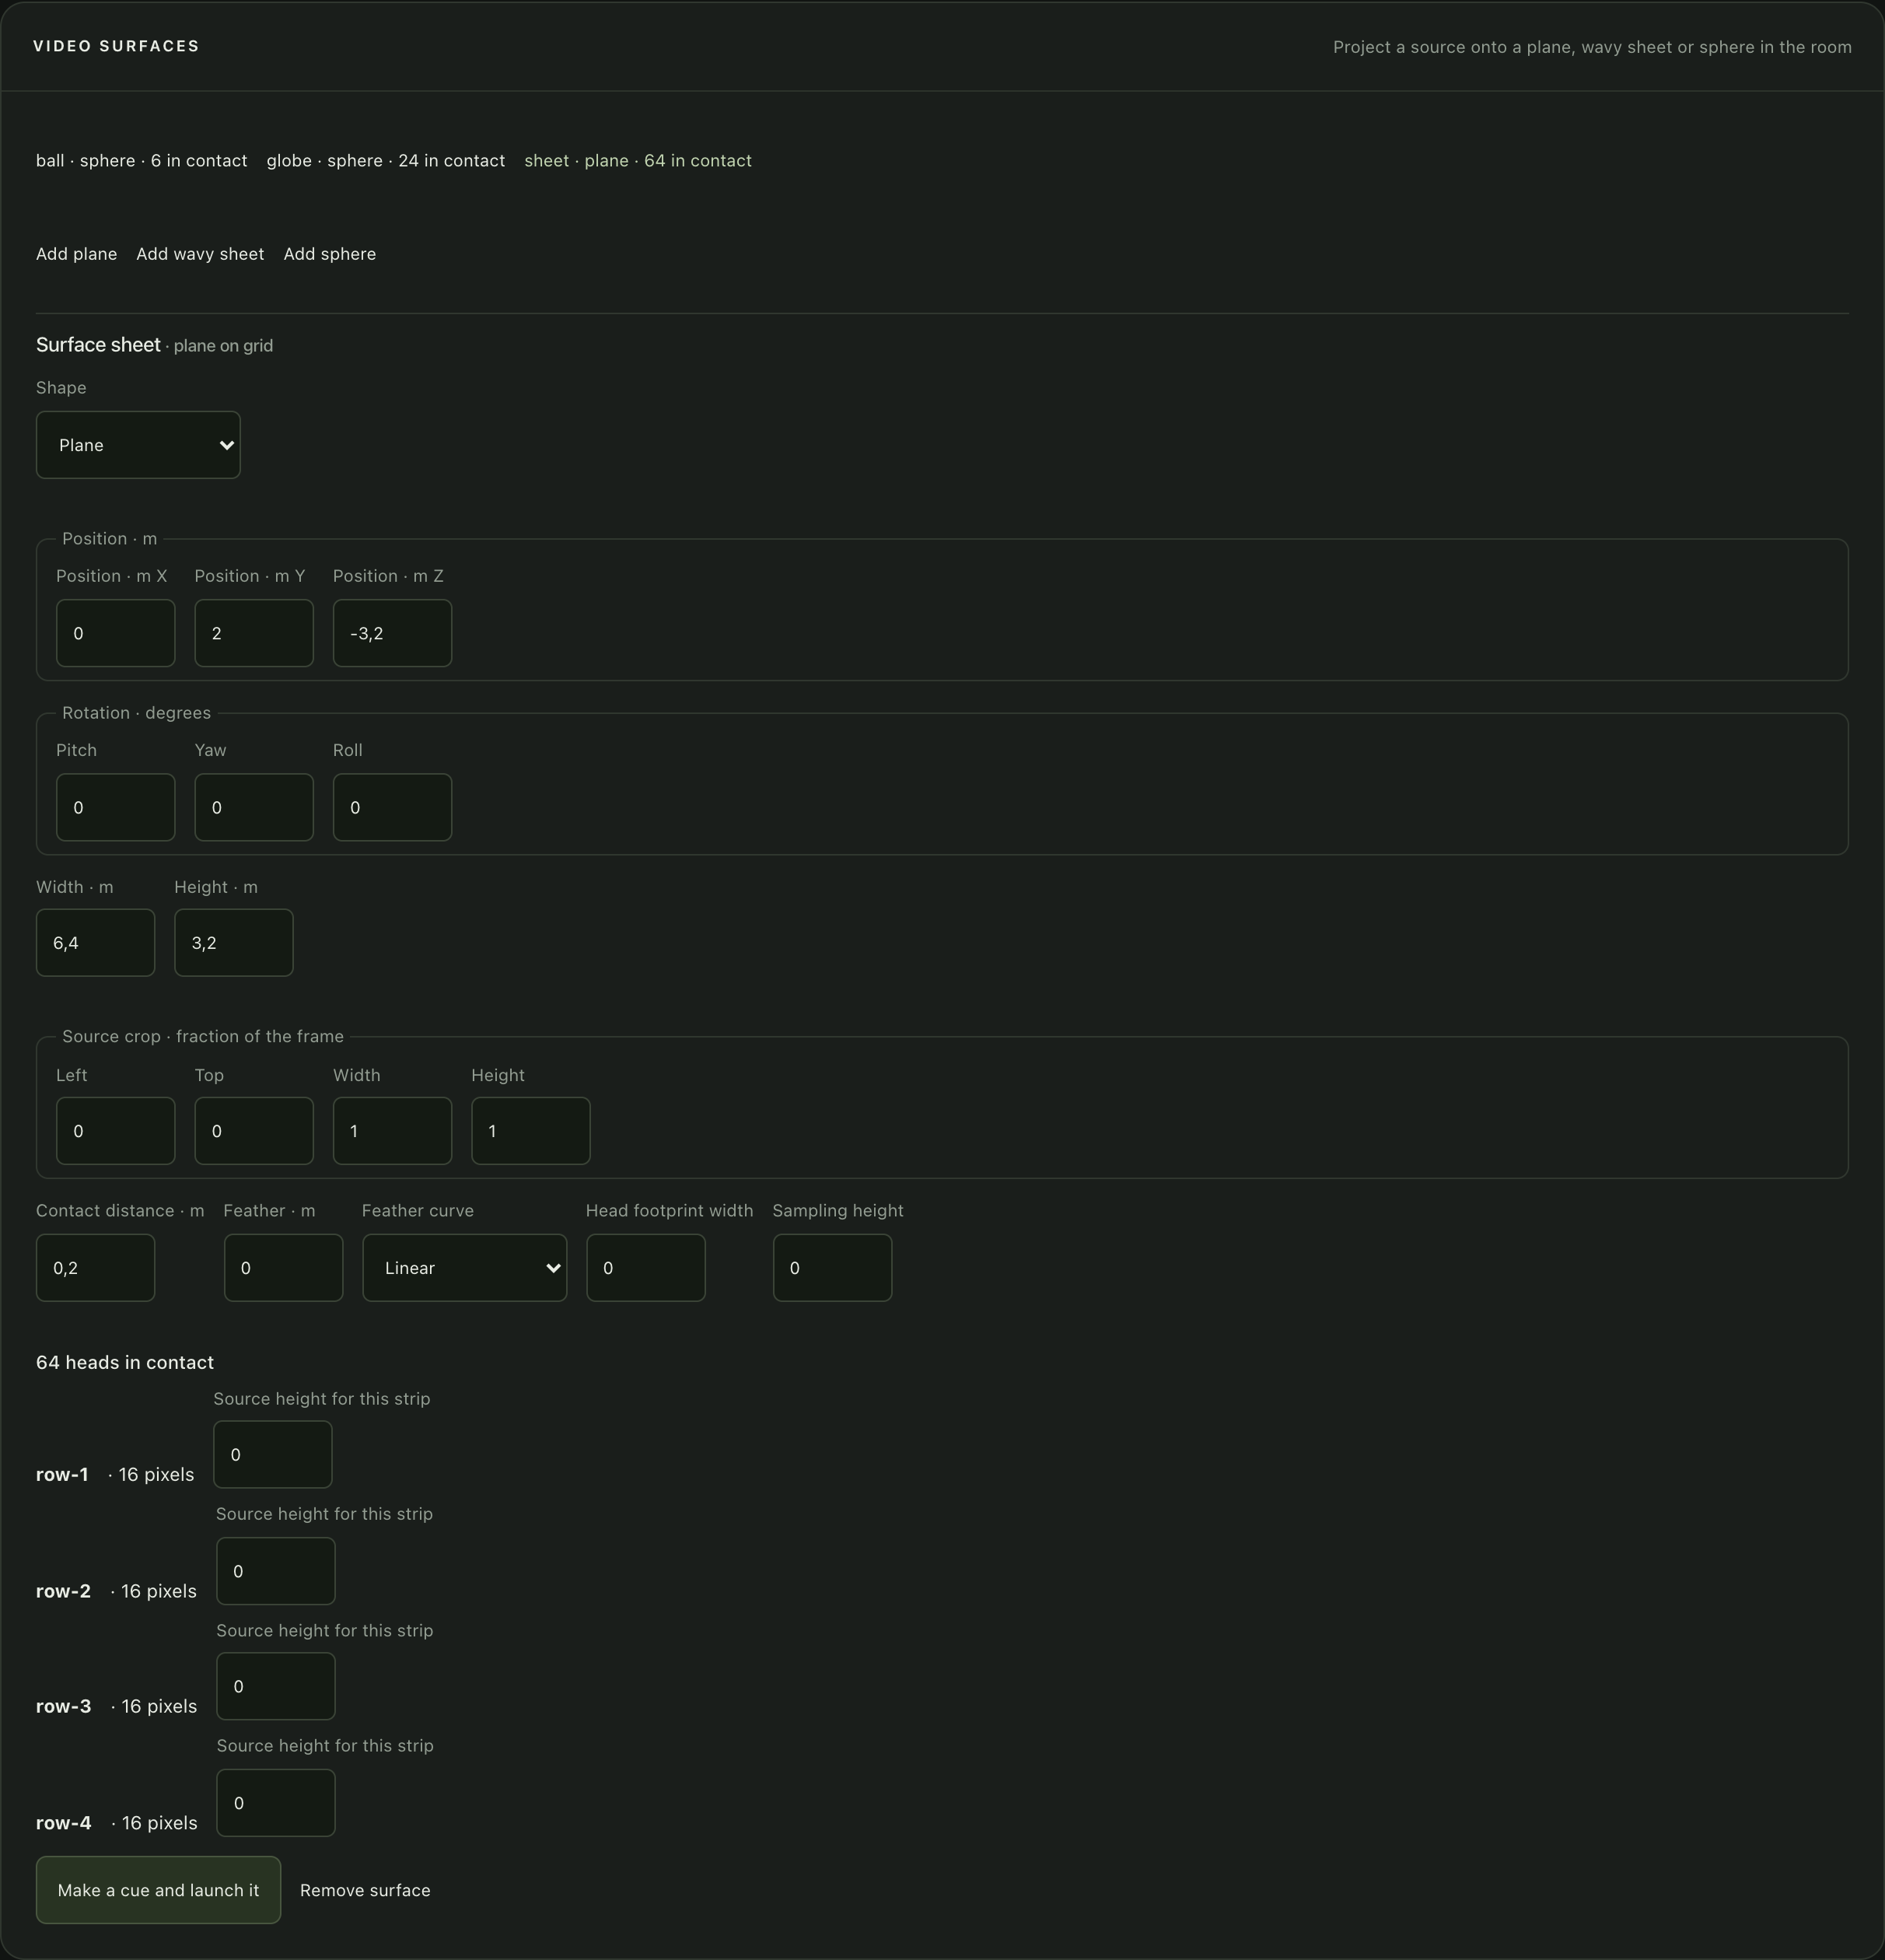 VIDEO SURFACES
Project a source onto a plane, wavy sheet or sphere in the room
ball · sphere · 6 in contact globe · sphere · 24 in contact sheet · plane · 64 in contact
Add plane Add wavy sheet Add sphere
Surface sheet · plane on grid
Shape
Plane
Position · m
Position · m X Position · m Y Position · m Z
0 2 -3,2
Rotation · degrees
Pitch Yaw Roll
0 0 0
Width · m Height · m
6,4 3,2
Source crop · fraction of the frame
Left Top Width Height
0 0 1 1
Contact distance · m Feather · m Feather curve Head footprint width Sampling height
0,2 0 Linear 0 0
64 heads in contact
Source height for this strip
0
row-1 · 16 pixels
Source height for this strip
0
row-2 · 16 pixels
Source height for this strip
0
row-3 · 16 pixels
Source height for this strip
0
row-4 · 16 pixels
Make a cue and launch it Remove surface